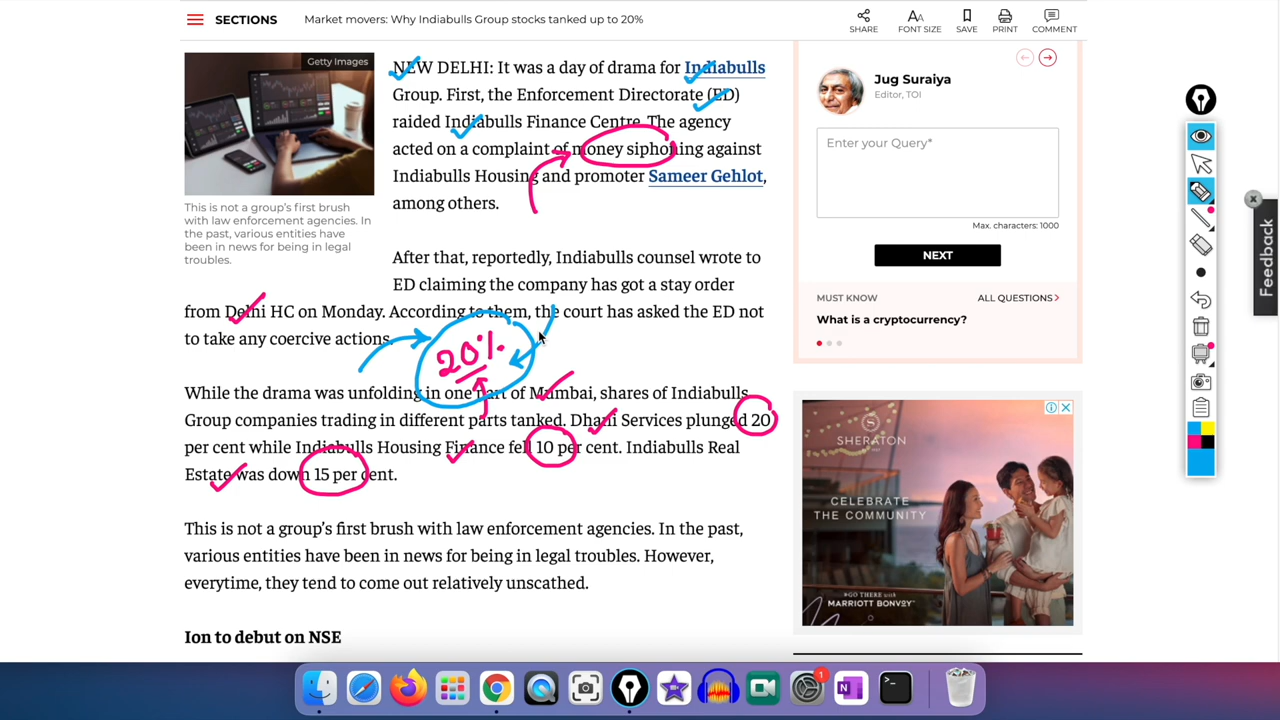 SECTIONS
Market movers: Why Indiabulls Group stocks tanked up to 20%
SHARE
AA
FONT SIZE
SAVE
PRINT
COMMENT
Getty Images
This is not a group's first brush
with law enforcement agencies. In
the past, various entities have
been in news for being in legal
troubles.
NEW DELHI: It was a day of drama for Indiabulls
Group. First, the Enforcement Directorate (ED)
raided Indiabulls Finance Centre. The agency
acted on a complaint of money siphoning against
Indiabulls Housing and promoter Sameer Gehlot,
among others.
After that, reportedly, Indiabulls counsel wrote to
ED claiming the company has got a stay order
from Delhi HC on Monday. According to them, the court has asked the ED not
to take any coercive actions.
20%
While the drama was unfolding in one part of Mumbai, shares of Indiabulls
Group companies trading in different parts tanked. Dhani Services plunged 20
per cent while Indiabulls Housing Finance fell 10 per cent. Indiabulls Real
Estate was down 15 per cent.
This is not a group's first brush with law enforcement agencies. In the past,
various entities have been in news for being in legal troubles. However,
everytime, they tend to come out relatively unscathed.
Ion to debut on NSE
Jug Suraiya
Editor, TOI
Enter your Query*
Max. characters: 1000
NEXT
MUST KNOW
ALL QUESTIONS
What is a cryptocurrency?
SHERATON
CELEBRATE
THE COMMUNITY
GO THERE with
MARRIOTT BONVOY
Feedback
1